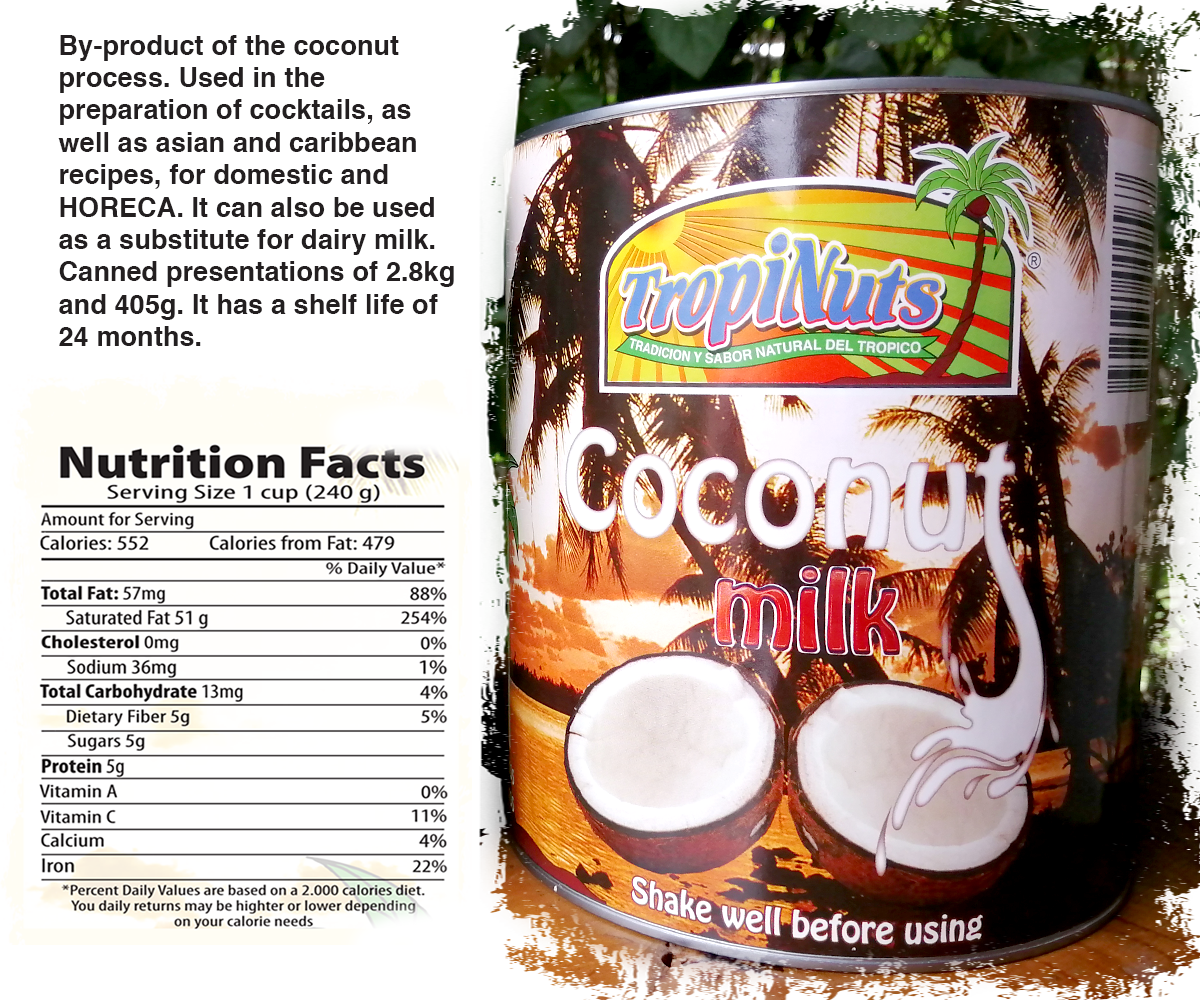 By-product of the coconut
process. Used in the
preparation of cocktails, as
well as asian and caribbean
recipes, for domestic and
HORECA. It can also be used
as a substitute for dairy milk.
Canned presentations of 2.8kg
and 405g. It has a shelf life of
24 months.
Nutrition Facts
Serving Size 1 cup (240 g)
Amount for Serving
Calories: 552 Calories from Fat: 479
% Daily Value*
Total Fat: 57mg 88%
Saturated Fat 51 g 254%
Cholesterol 0mg 0%
Sodium 36mg 1%
Total Carbohydrate 13mg 4%
Dietary Fiber 5g 5%
Sugars 5g
Protein 5g
Vitamin A 0%
Vitamin C 11%
Calcium 4%
Iron 22%
*Percent Daily Values are based on a 2.000 calories diet.
You daily returns may be highter or lower depending
on your calorie needs
TropiNuts
®
TRADICION Y SABOR NATURAL DEL TROPICO
Coconut
milk
Shake well before using